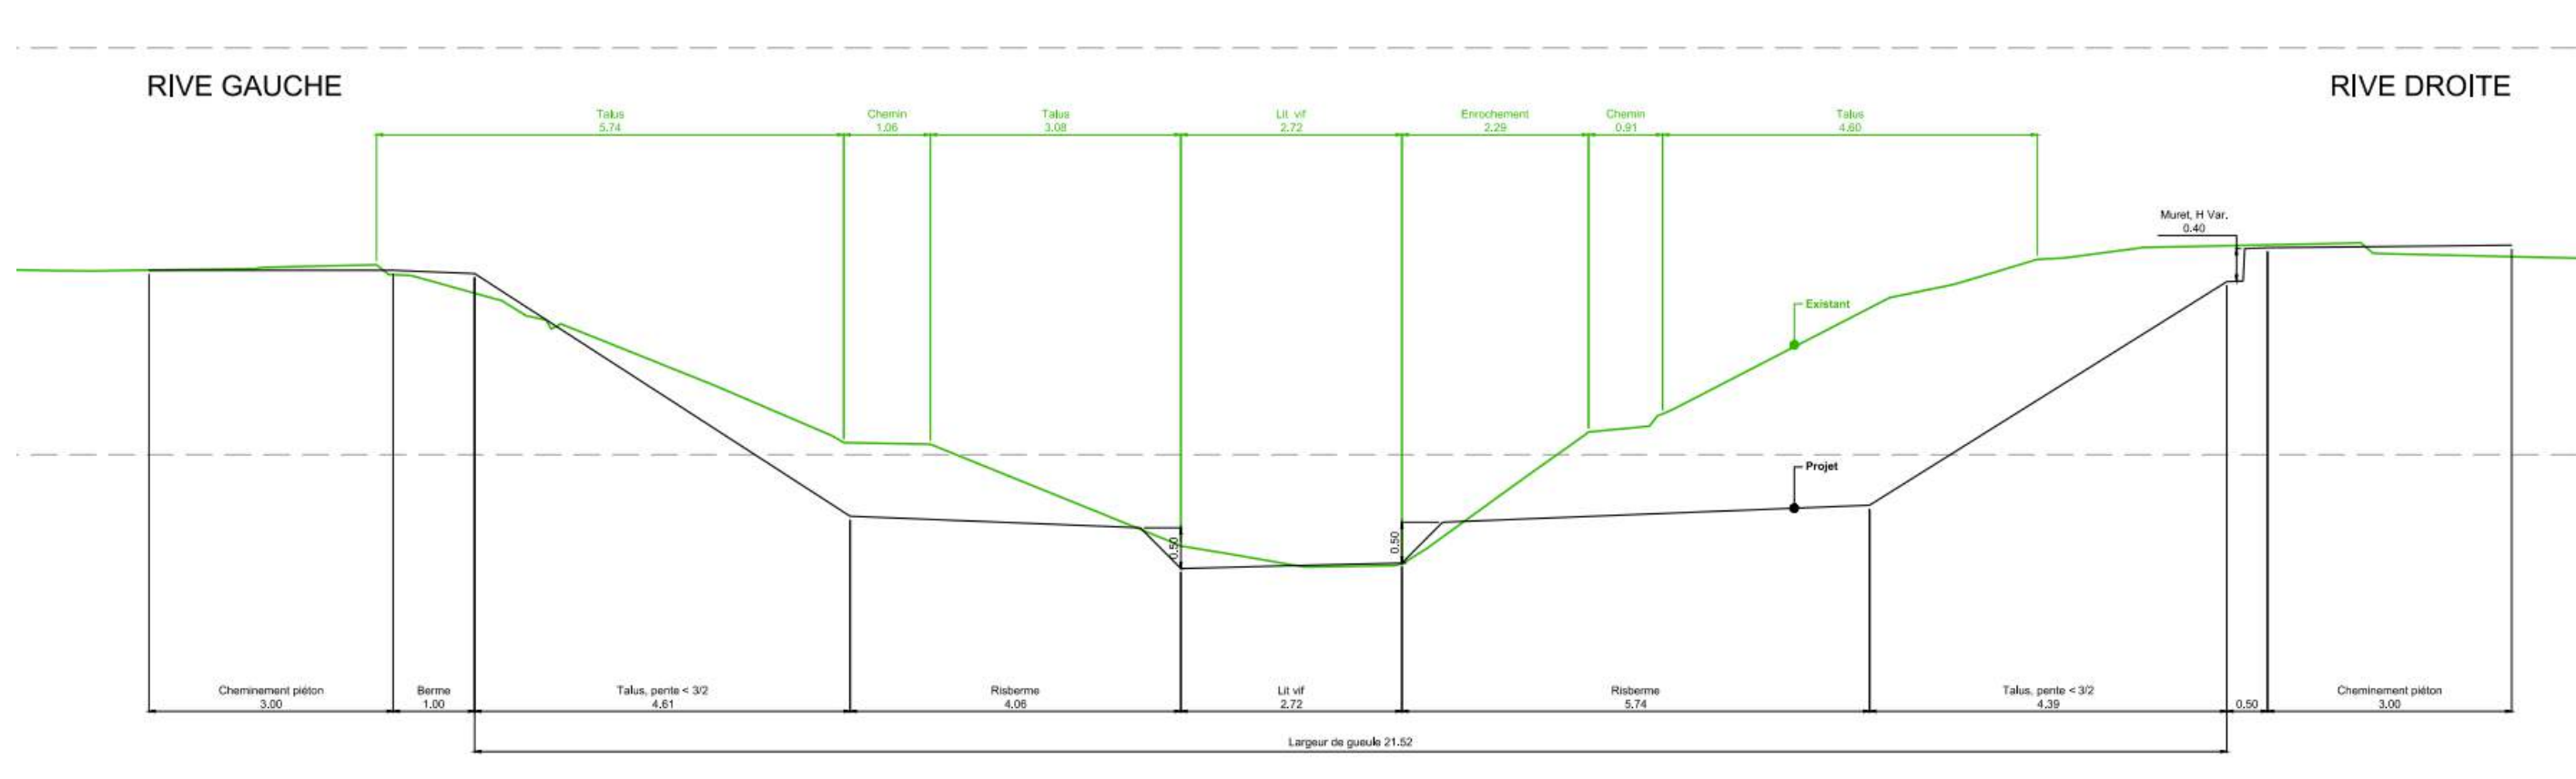 RIVE GAUCHE
RIVE DROITE
Talus
5.74
Chemin
1.06
Talus
3.08
Lit vif
2.72
Enrochement
2.29
Chemin
0.91
Talus
4.60
Muret, H Var.
0.40
Existant
Projet
0.50
0.50
Cheminement piéton
3.00
Berme
1.00
Talus, pente < 3/2
4.61
Risberme
4.06
Lit vif
2.72
Risberme
5.74
Talus, pente < 3/2
4.39
0.50
Cheminement piéton
3.00
Largeur de gueule 21.52